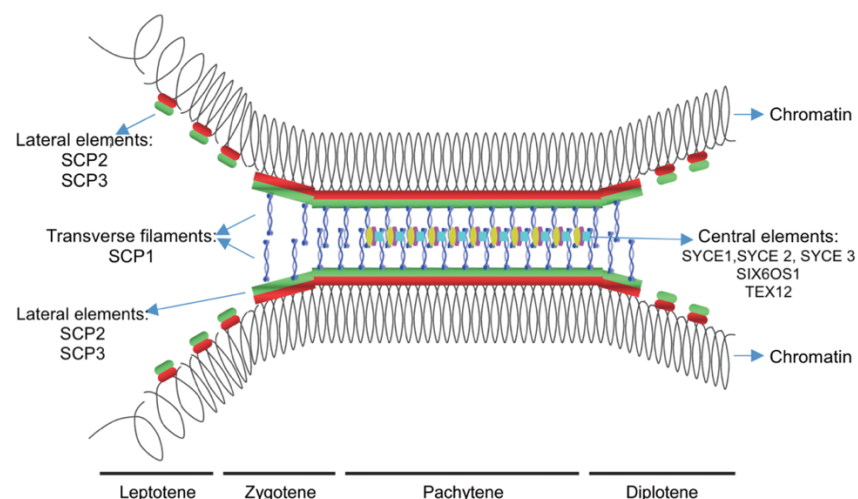 Lateral elements:
SCP2
SCP3
Transverse filaments:
SCP1
Lateral elements:
SCP2
SCP3
Chromatin
Central elements:
SYCE1,SYCE 2, SYCE 3
SIX6OS1
TEX12
Chromatin
Leptotene
Zygotene
Pachytene
Diplotene